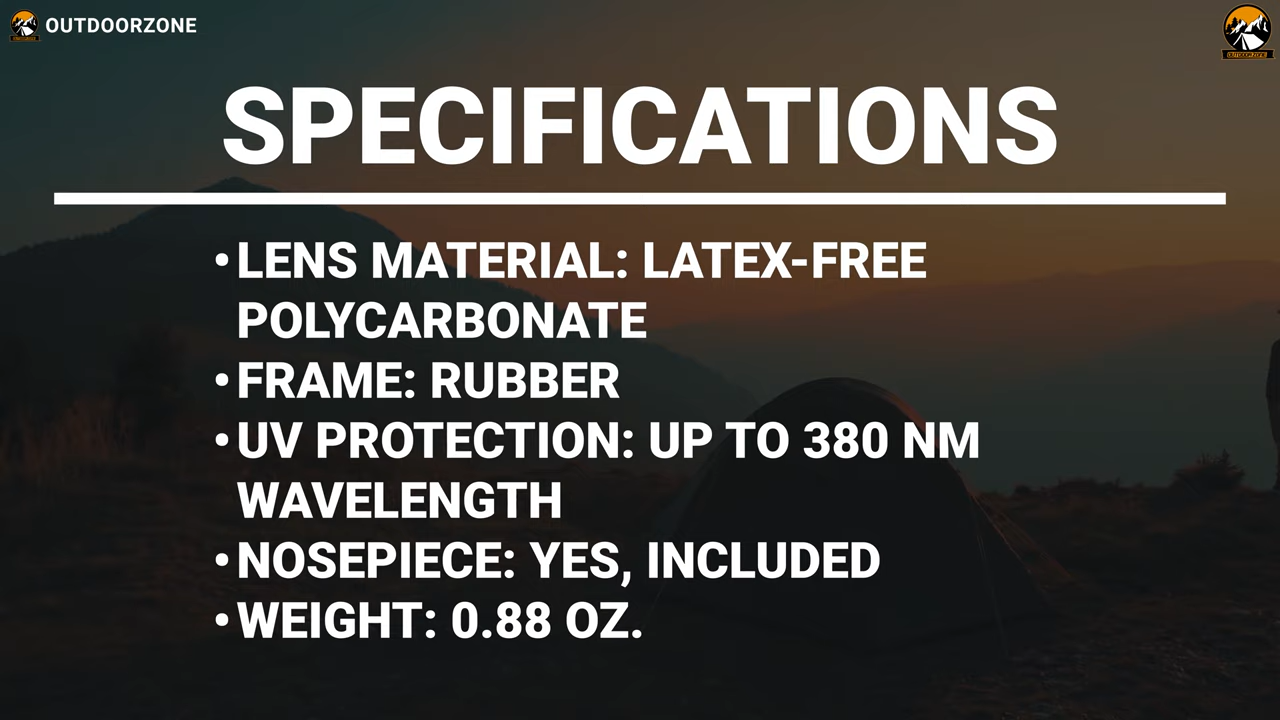 OUTDOORZONE
OUTDOORZONE
SPECIFICATIONS
•LENS MATERIAL: LATEX-FREE
POLYCARBONATE
•FRAME: RUBBER
•UV PROTECTION: UP TO 380 NM
WAVELENGTH
•NOSEPIECE: YES, INCLUDED
•WEIGHT: 0.88 OZ.